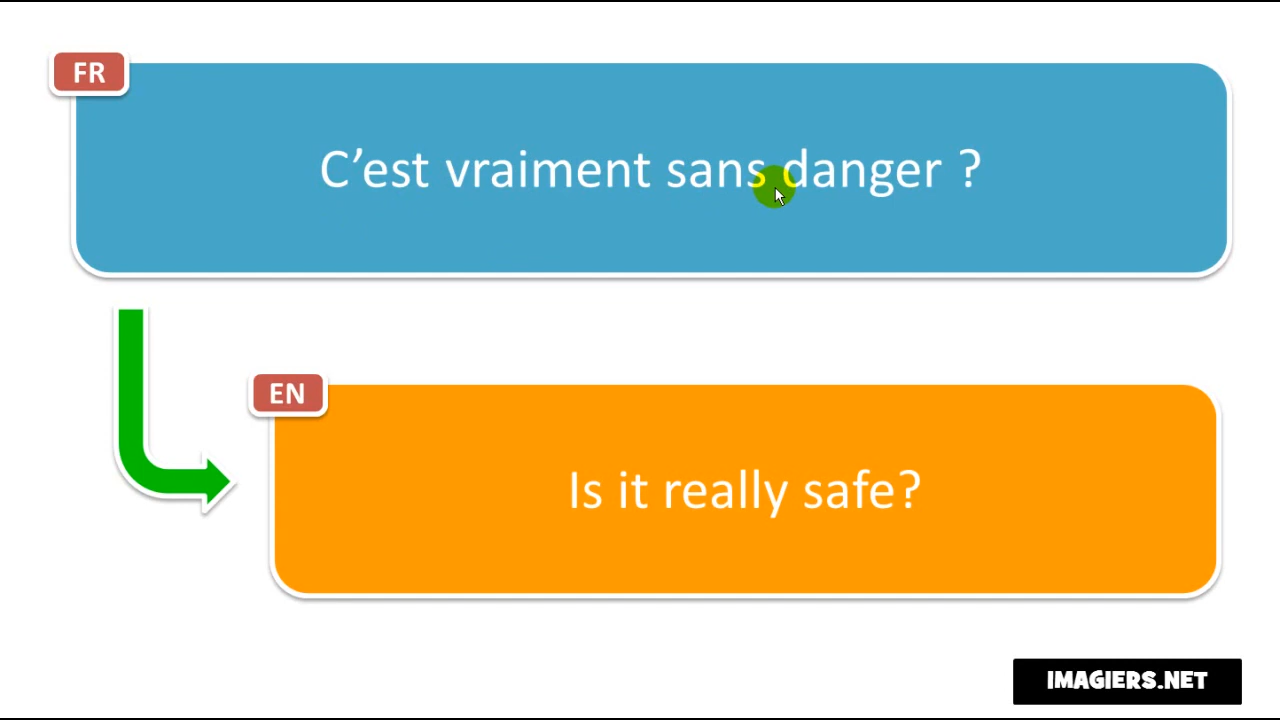 FR
C’est vraiment sans danger ?
EN
Is it really safe?
IMAGIERS.NET